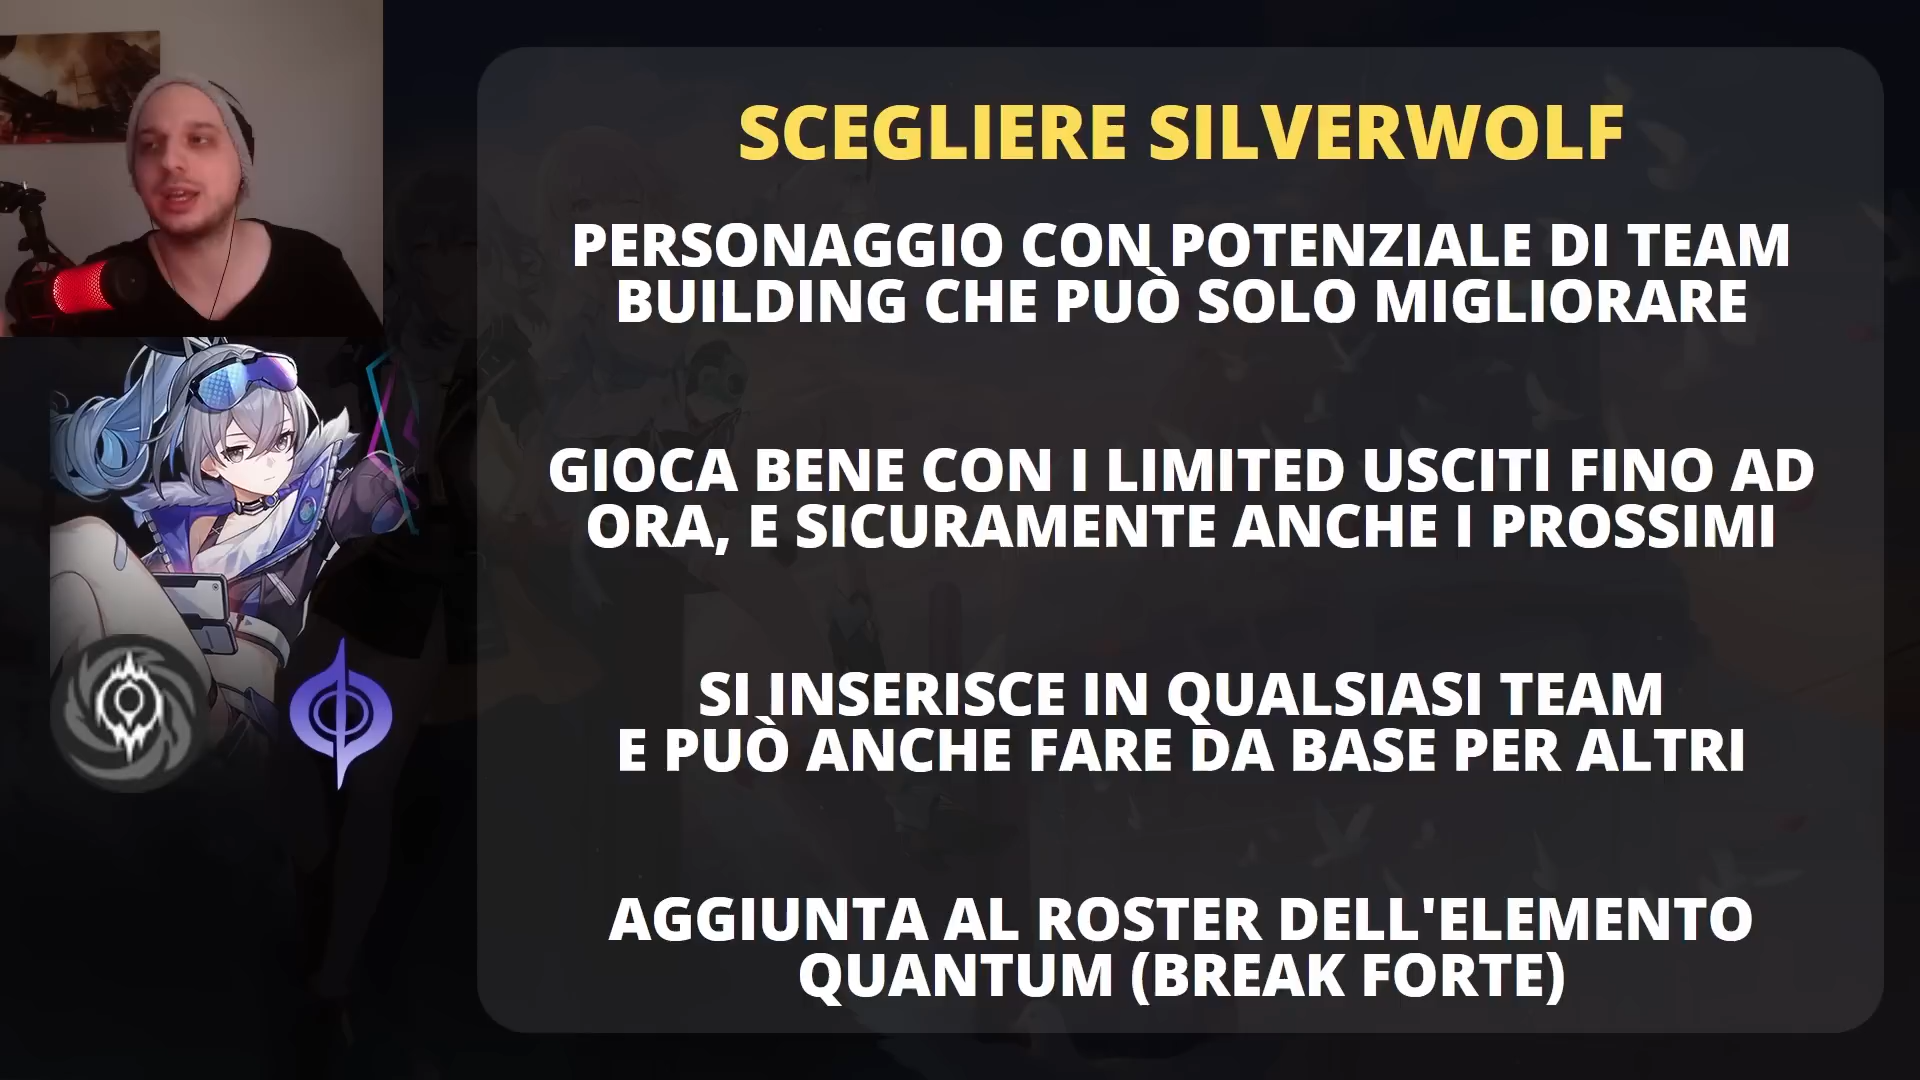 SCEGLIERE SILVERWOLF
PERSONAGGIO CON POTENZIALE DI TEAM
BUILDING CHE PUÒ SOLO MIGLIORARE
GIOCA BENE CON I LIMITED USCITI FINO AD
ORA, E SICURAMENTE ANCHE I PROSSIMI
SI INSERISCE IN QUALSIASI TEAM
E PUÒ ANCHE FARE DA BASE PER ALTRI
AGGIUNTA AL ROSTER DELL'ELEMENTO
QUANTUM (BREAK FORTE)